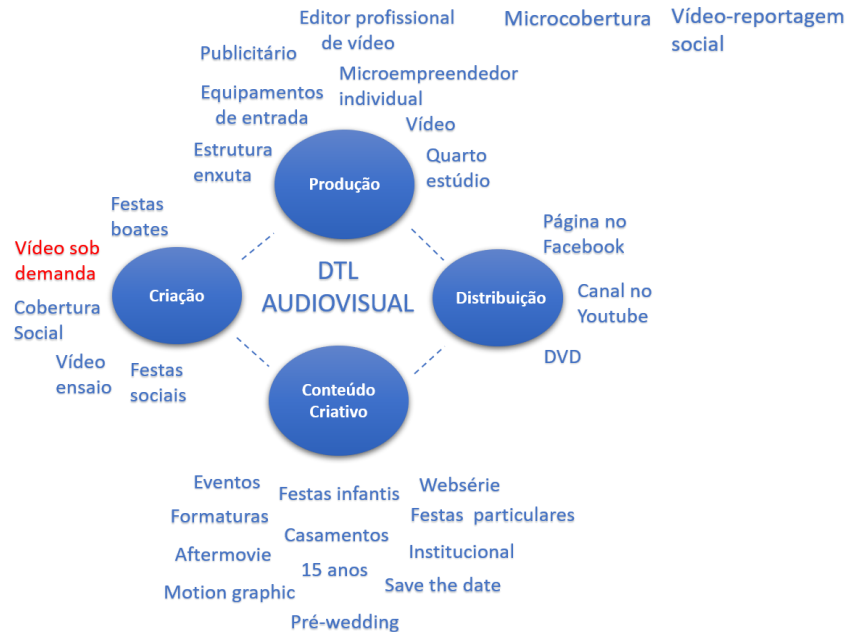 Editor profissional
de vídeo
Microcobertura
Vídeo-reportagem
social
Publicitário
Microempreendedor
individual
Equipamentos
de entrada
Vídeo
Estrutura
enxuta
Quarto
estúdio
Produção
Festas
boates
Vídeo sob
demanda
Cobertura
Social
Criação
Vídeo
ensaio
Festas
sociais
DTL
AUDIOVISUAL
Página no
Facebook
Distribuição
Canal no
Youtube
DVD
Conteúdo
Criativo
Eventos
Festas infantis
Websérie
Formaturas
Casamentos
Festas particulares
Aftermovie
15 anos
Institucional
Motion graphic
Save the date
Pré-wedding